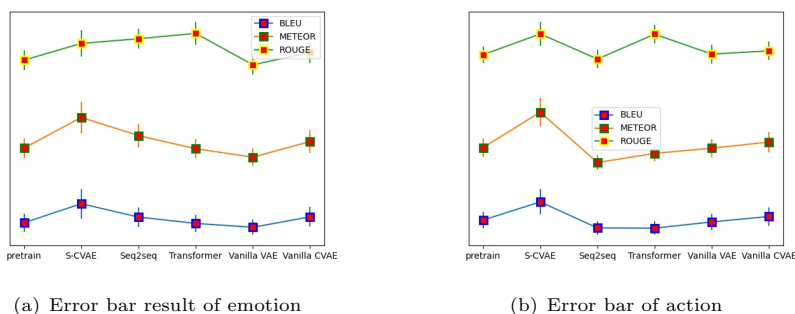 BLEU
METEOR
ROUGE
pretrain S-CVAE Seq2seq Transformer Vanilla VAE Vanilla CVAE
(a) Error bar result of emotion
BLEU
METEOR
ROUGE
pretrain S-CVAE Seq2seq Transformer Vanilla VAE Vanilla CVAE
(b) Error bar of action